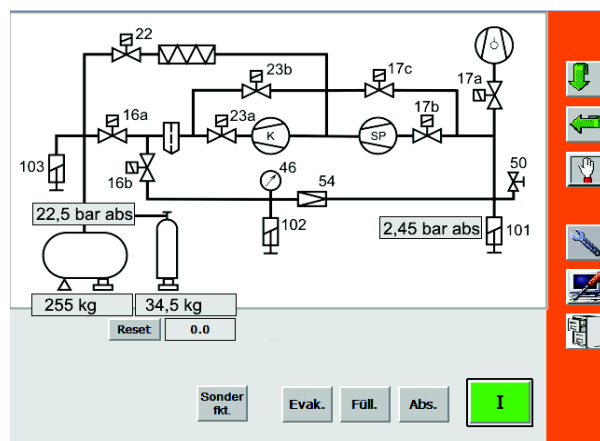 22
23b
17c
17a
16a
23a
17b
K
SP
103
16b
46
54
50
22,5 bar abs
102
2,45 bar abs
101
255 kg
34,5 kg
Reset
0.0
Sonder
fkt.
Evak.
Füll.
Abs.
I